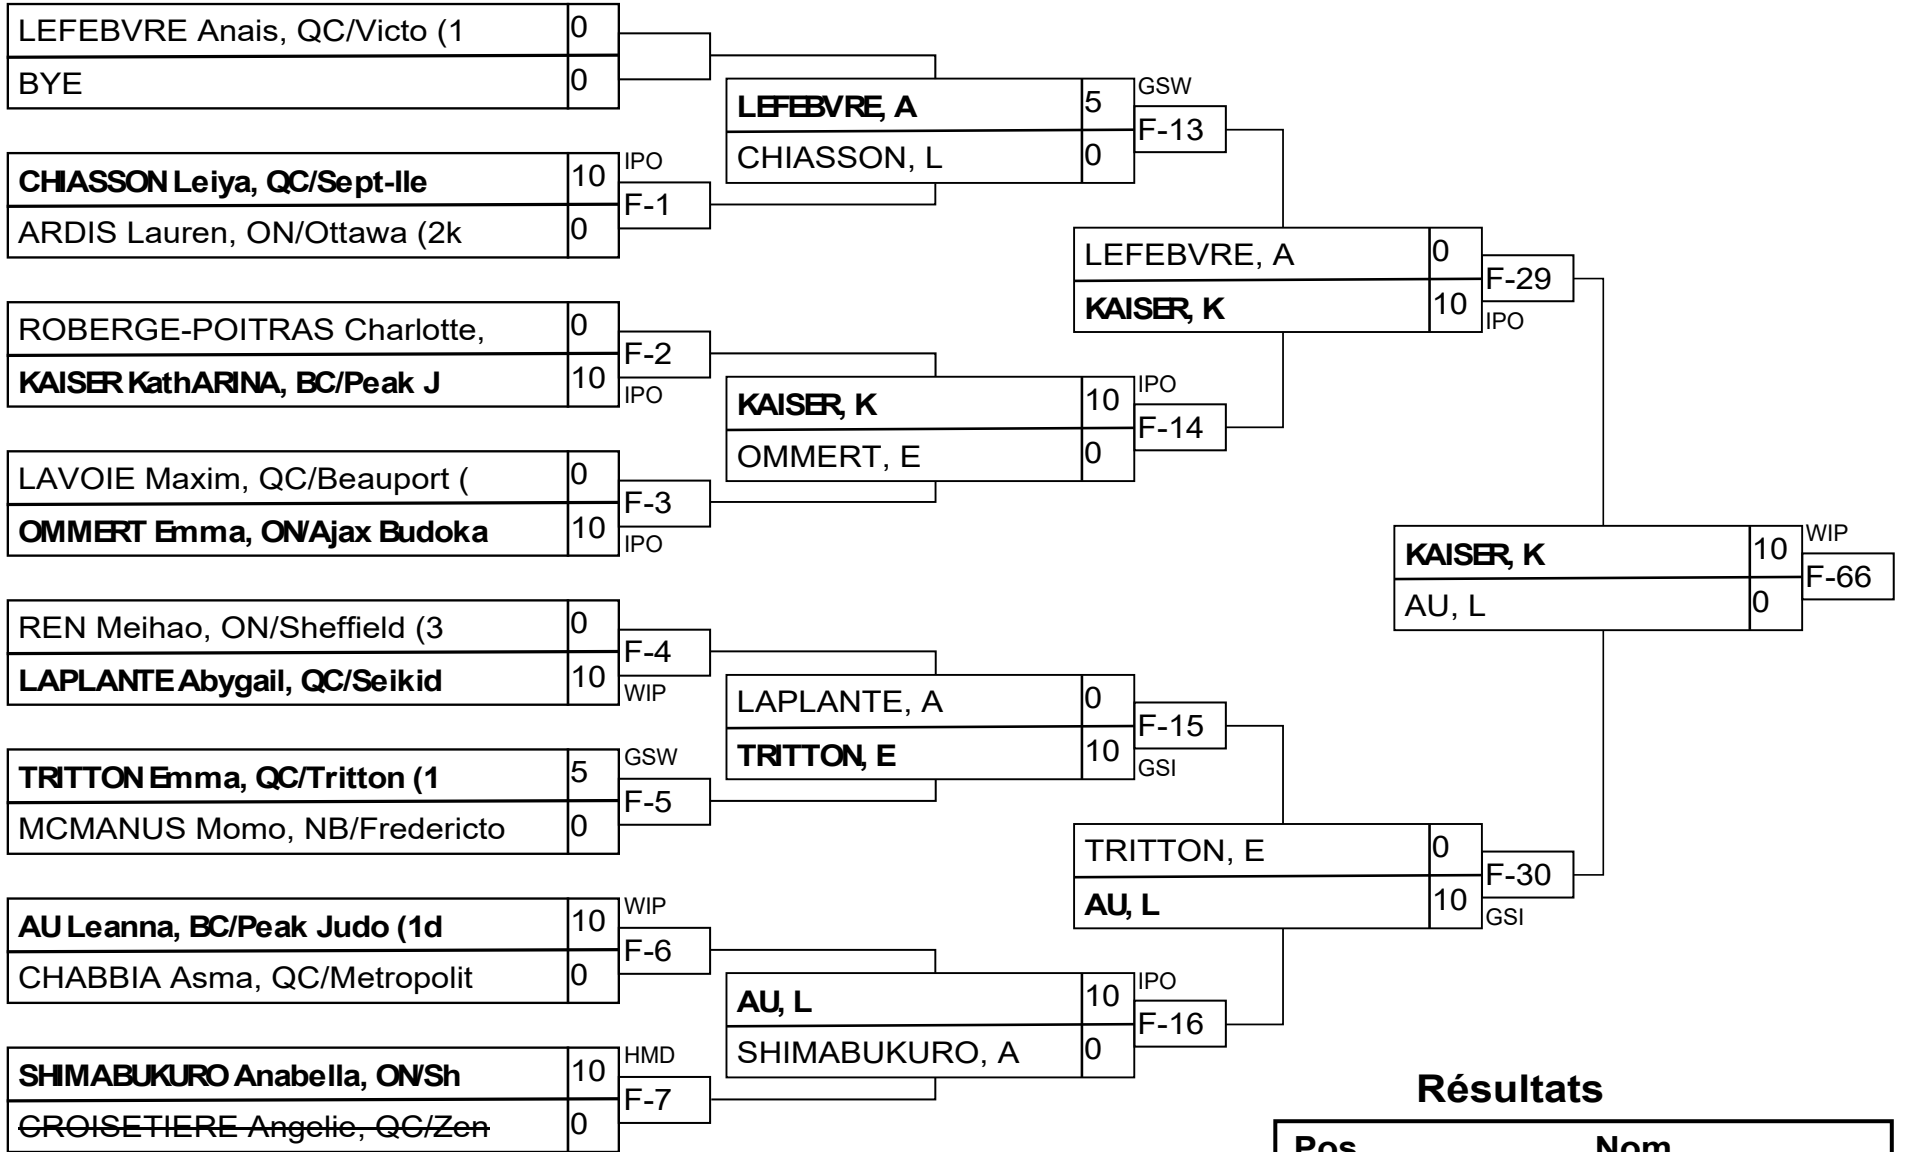 LEFEBVRE Anais, QC/Victo (1 0
BYE 0
CHIASSON Leiya, QC/Sept-Ile 10 IPO
F-1
ARDIS Lauren, ON/Ottawa (2k 0
ROBERGE-POITRAS Charlotte, 0
F-2
KAISER KathARINA, BC/Peak J 10 IPO
LAVOIE Maxim, QC/Beauport ( 0
F-3
OMMERT Emma, ON/Ajax Budoka 10 IPO
REN Meihao, ON/Sheffield (3 0
F-4
LAPLANTE Abygail, QC/Seikid 10 WIP
TRITTON Emma, QC/Tritton (1 5 GSW
F-5
MCMANUS Momo, NB/Fredericto 0
AU Leanna, BC/Peak Judo (1d 10 WIP
F-6
CHABBIA Asma, QC/Metropolit 0
SHIMABUKURO Anabella, ON/Sh 10 HMD
F-7
CROISETIERE Angelie, QC/Zen 0
LEFEBVRE, A 5 GSW
F-13
CHIASSON, L 0
KAISER, K 10 IPO
F-14
OMMERT, E 0
LAPLANTE, A 0
F-15
TRITTON, E 10 GSI
AU, L 10 IPO
F-16
SHIMABUKURO, A 0
LEFEBVRE, A 0
F-29
KAISER, K 10 IPO
TRITTON, E 0
F-30
AU, L 10 GSI
KAISER, K 10 WIP
F-66
AU, L 0
Résultats
Pos Nom